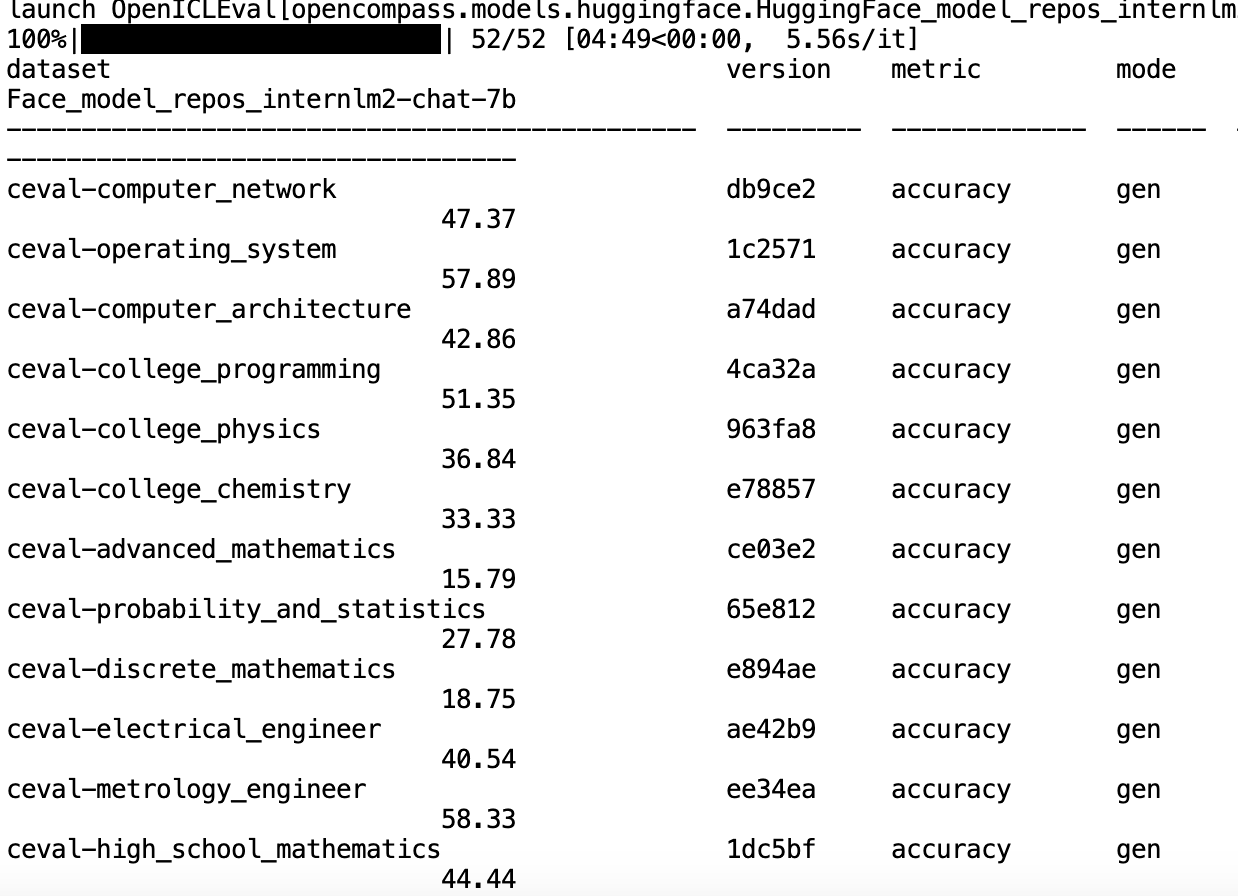 launch OpenICLEval[opencompass.models.huggingface.HuggingFace_model_repos_internlm
100%|██████████| 52/52 [04:49<00:00,  5.56s/it]
dataset version metric mode
Face_model_repos_internlm2-chat-7b
---------------------------------------------- --------- ------------- ------ -
----------------------------------
ceval-computer_network db9ce2 accuracy gen
47.37
ceval-operating_system 1c2571 accuracy gen
57.89
ceval-computer_architecture a74dad accuracy gen
42.86
ceval-college_programming 4ca32a accuracy gen
51.35
ceval-college_physics 963fa8 accuracy gen
36.84
ceval-college_chemistry e78857 accuracy gen
33.33
ceval-advanced_mathematics ce03e2 accuracy gen
15.79
ceval-probability_and_statistics 65e812 accuracy gen
27.78
ceval-discrete_mathematics e894ae accuracy gen
18.75
ceval-electrical_engineer ae42b9 accuracy gen
40.54
ceval-metrology_engineer ee34ea accuracy gen
58.33
ceval-high_school_mathematics 1dc5bf accuracy gen
44.44